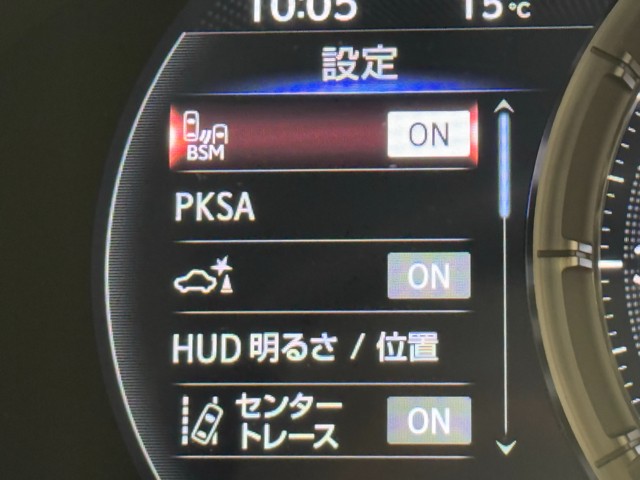 10:05 15℃
設定
BSM ON
PKSA
ON
HUD 明るさ / 位置
センター
トレース ON